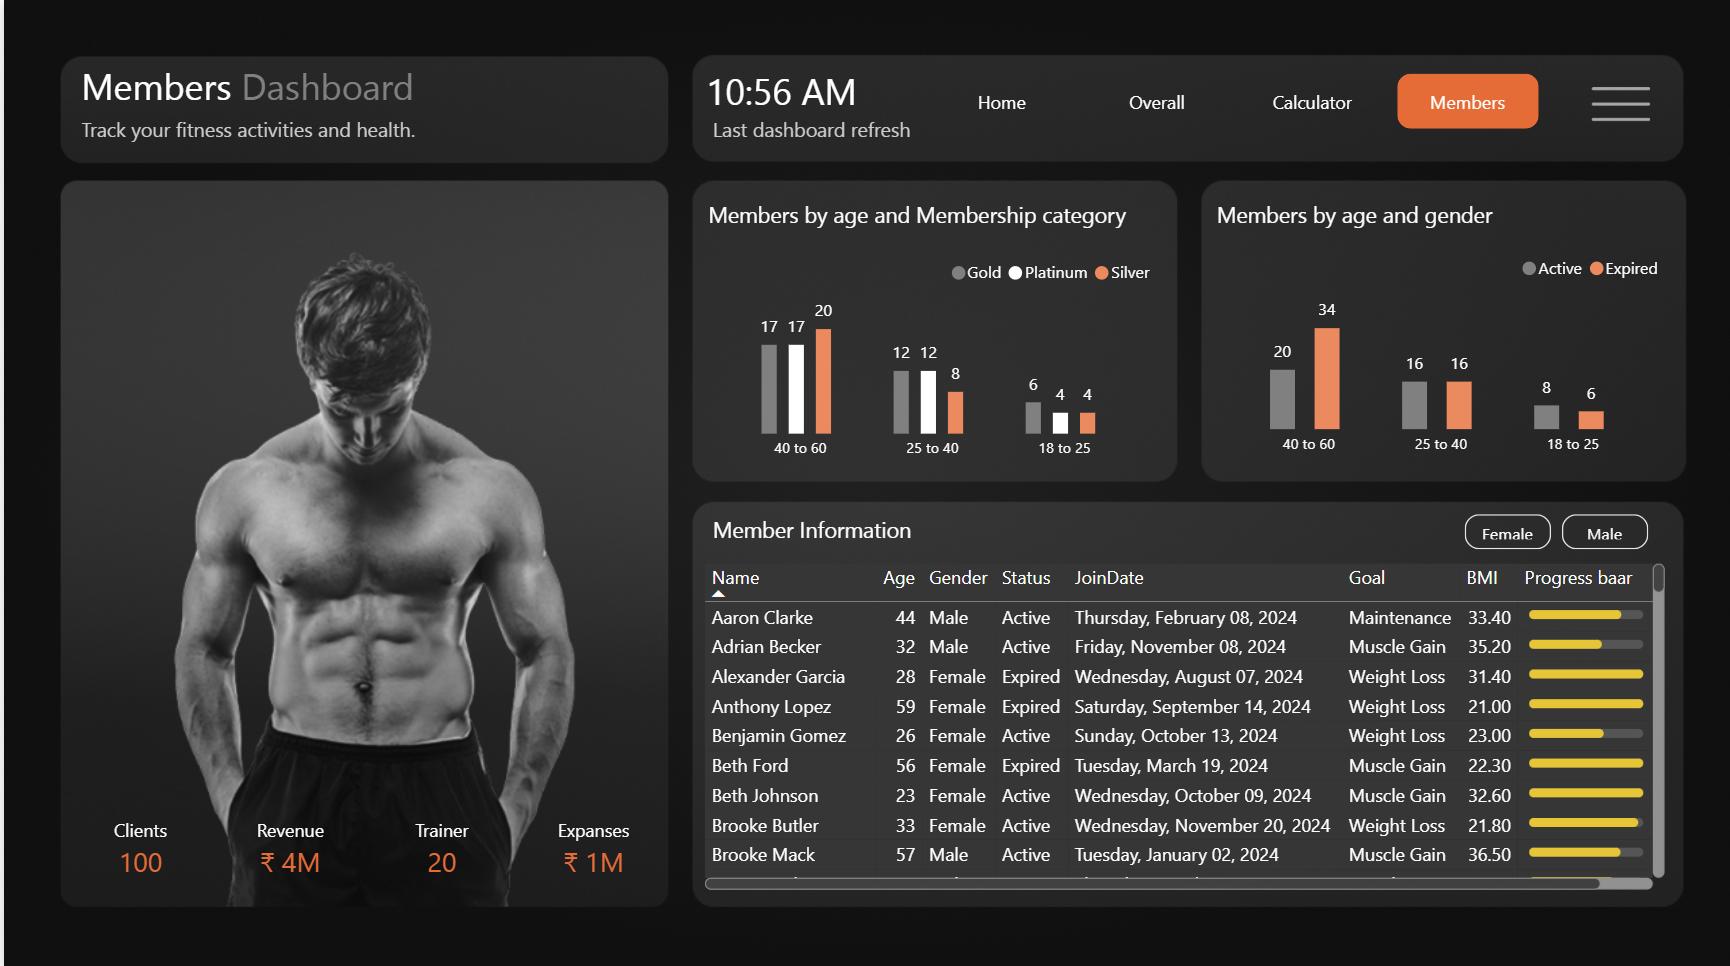 Members Dashboard
Track your fitness activities and health.
10:56 AM
Last dashboard refresh
Home
Overall
Calculator
Members
Clients
100
Revenue
₹ 4M
Trainer
20
Expanses
₹ 1M
Members by age and Membership category
Gold Platinum Silver
17 17 20
12 12 8
6 4 4
40 to 60 25 to 40 18 to 25
Members by age and gender
Active Expired
20 34
16 16
8 6
40 to 60 25 to 40 18 to 25
Member Information
Female Male
Name Age Gender Status JoinDate Goal BMI Progress baar
Aaron Clarke 44 Male Active Thursday, February 08, 2024 Maintenance 33.40
Adrian Becker 32 Male Active Friday, November 08, 2024 Muscle Gain 35.20
Alexander Garcia 28 Female Expired Wednesday, August 07, 2024 Weight Loss 31.40
Anthony Lopez 59 Female Expired Saturday, September 14, 2024 Weight Loss 21.00
Benjamin Gomez 26 Female Active Sunday, October 13, 2024 Weight Loss 23.00
Beth Ford 56 Female Expired Tuesday, March 19, 2024 Muscle Gain 22.30
Beth Johnson 23 Female Active Wednesday, October 09, 2024 Muscle Gain 32.60
Brooke Butler 33 Female Active Wednesday, November 20, 2024 Weight Loss 21.80
Brooke Mack 57 Male Active Tuesday, January 02, 2024 Muscle Gain 36.50